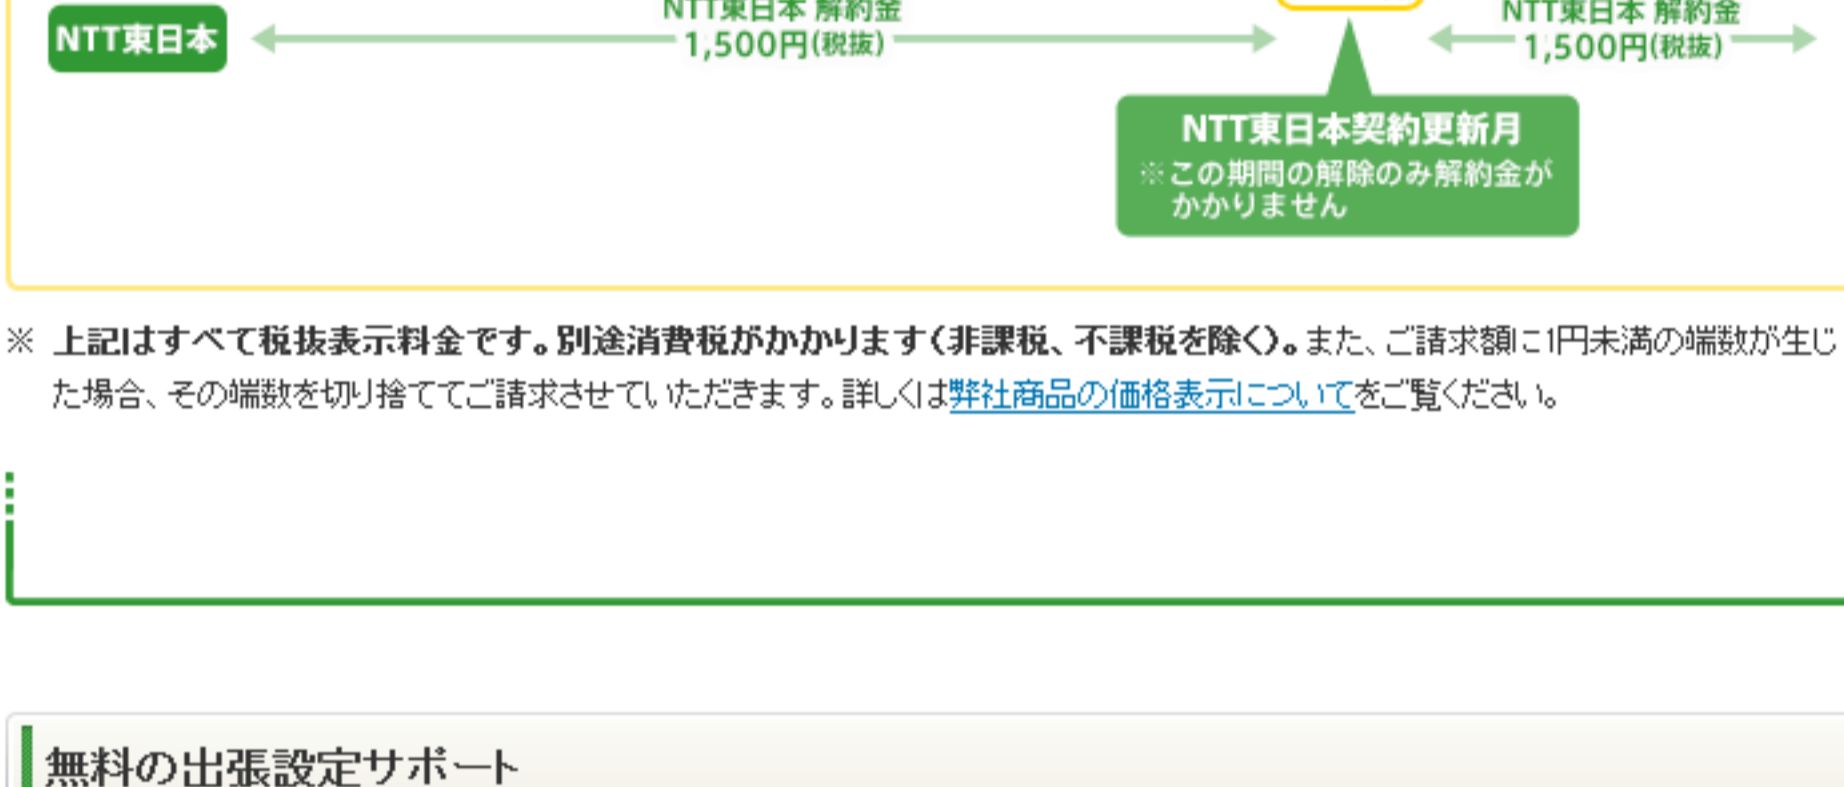 NTT東日本 解約金
NTT東日本 解約金
NTT東日本
1,500円(税抜)
1,500円(税抜)
NTT東日本契約更新月
※この期間の解除のみ解約金が
かかりません
※ 上記はすべて税抜表示料金です。別途消費税がかかります(非課税、不課税を除く)。また、ご請求額に1円未満の端数が生じ
た場合、その端数を切り捨ててご請求させていただきます。詳しくは弊社商品の価格表示についてをご覧ください。
無料の出張設定サポート